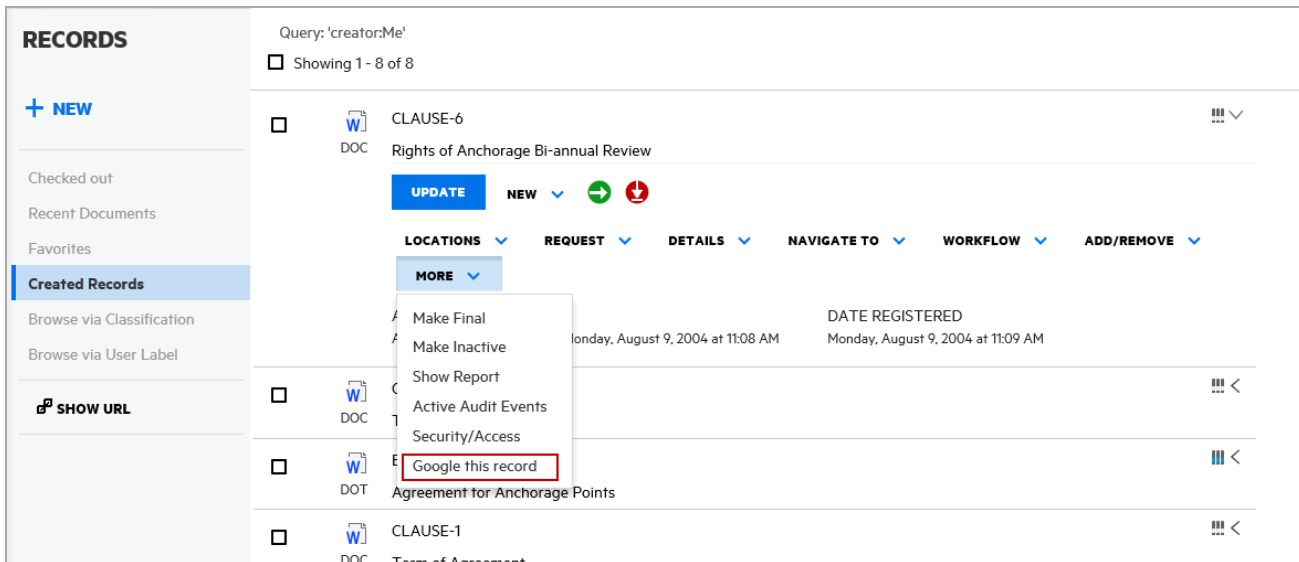 RECORDS
+ NEW
Checked out
Recent Documents
Favorites
Created Records
Browse via Classification
Browse via User Label
SHOW URL
Query: 'creator:Me'
Showing 1 - 8 of 8
CLAUSE-6
DOC
Rights of Anchorage Bi-annual Review
UPDATE NEW
LOCATIONS REQUEST DETAILS NAVIGATE TO WORKFLOW ADD/REMOVE
MORE
Make Final
Make Inactive
Show Report
Active Audit Events
Security/Access
Google this record
DATE REGISTERED
August 9, 2004 at 11:08 AM Monday, August 9, 2004 at 11:09 AM
DOC
DOT
Agreement for Anchorage Points
CLAUSE-1
DOC
Term of Agreement